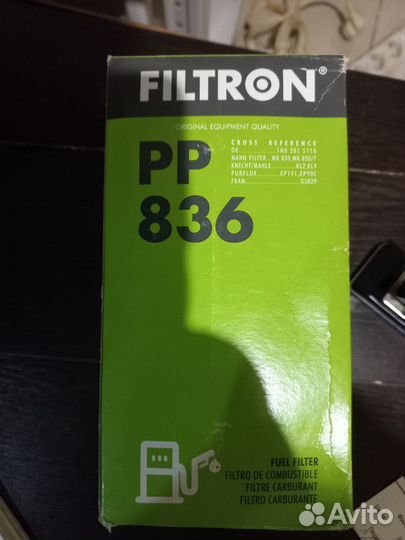 FILTRON®
ORIGINAL EQUIPMENT QUALITY
PP
836
CROSS REFERENCE
OE..............1H0 201 511A
MANN FILTER..WK 830,WK 830/7
KNECHT/MAHLE.........KL2,KL9
PURFLUX.........EP191,EP90C
FRAM..................G3829
FUEL FILTER
FILTRO DE COMBUSTIBLE
FILTRE CARBURANT
FILTRO CARBURANTE
Avito